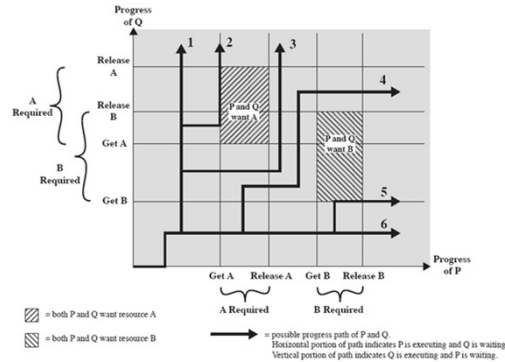 Progress
of Q
1
2
3
4
5
6
Release
A
Release
B
Get A
Get B
A
Required
B
Required
P and Q
want A
P and Q
want B
Progress
of P
Get A
Release A
Get B
Release B
A Required
B Required
= both P and Q want resource A
= both P and Q want resource B
= possible progress path of P and Q.
Horizontal portion of path indicates P is executing and Q is waiting.
Vertical portion of path indicates Q is executing and P is waiting.